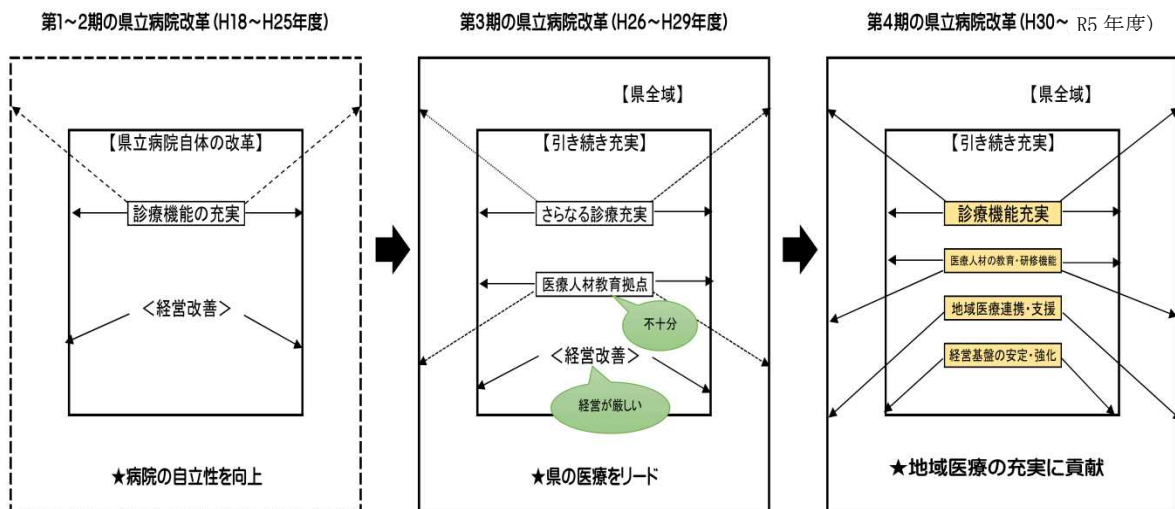 第1~2期の県立病院改革(H18~H25年度)
【県立病院自体の改革】
診療機能の充実
<経営改善>
★病院の自立性を向上
第3期の県立病院改革(H26~H29年度)
【県全域】
【引き続き充実】
さらなる診療充実
医療人材教育拠点
不十分
<経営改善>
経営が厳しい
★県の医療をリード
第4期の県立病院改革(H30~ R5年度)
【県全域】
【引き続き充実】
診療機能充実
医療人材の教育・研修機能
地域医療連携・支援
経営基盤の安定・強化
★地域医療の充実に貢献